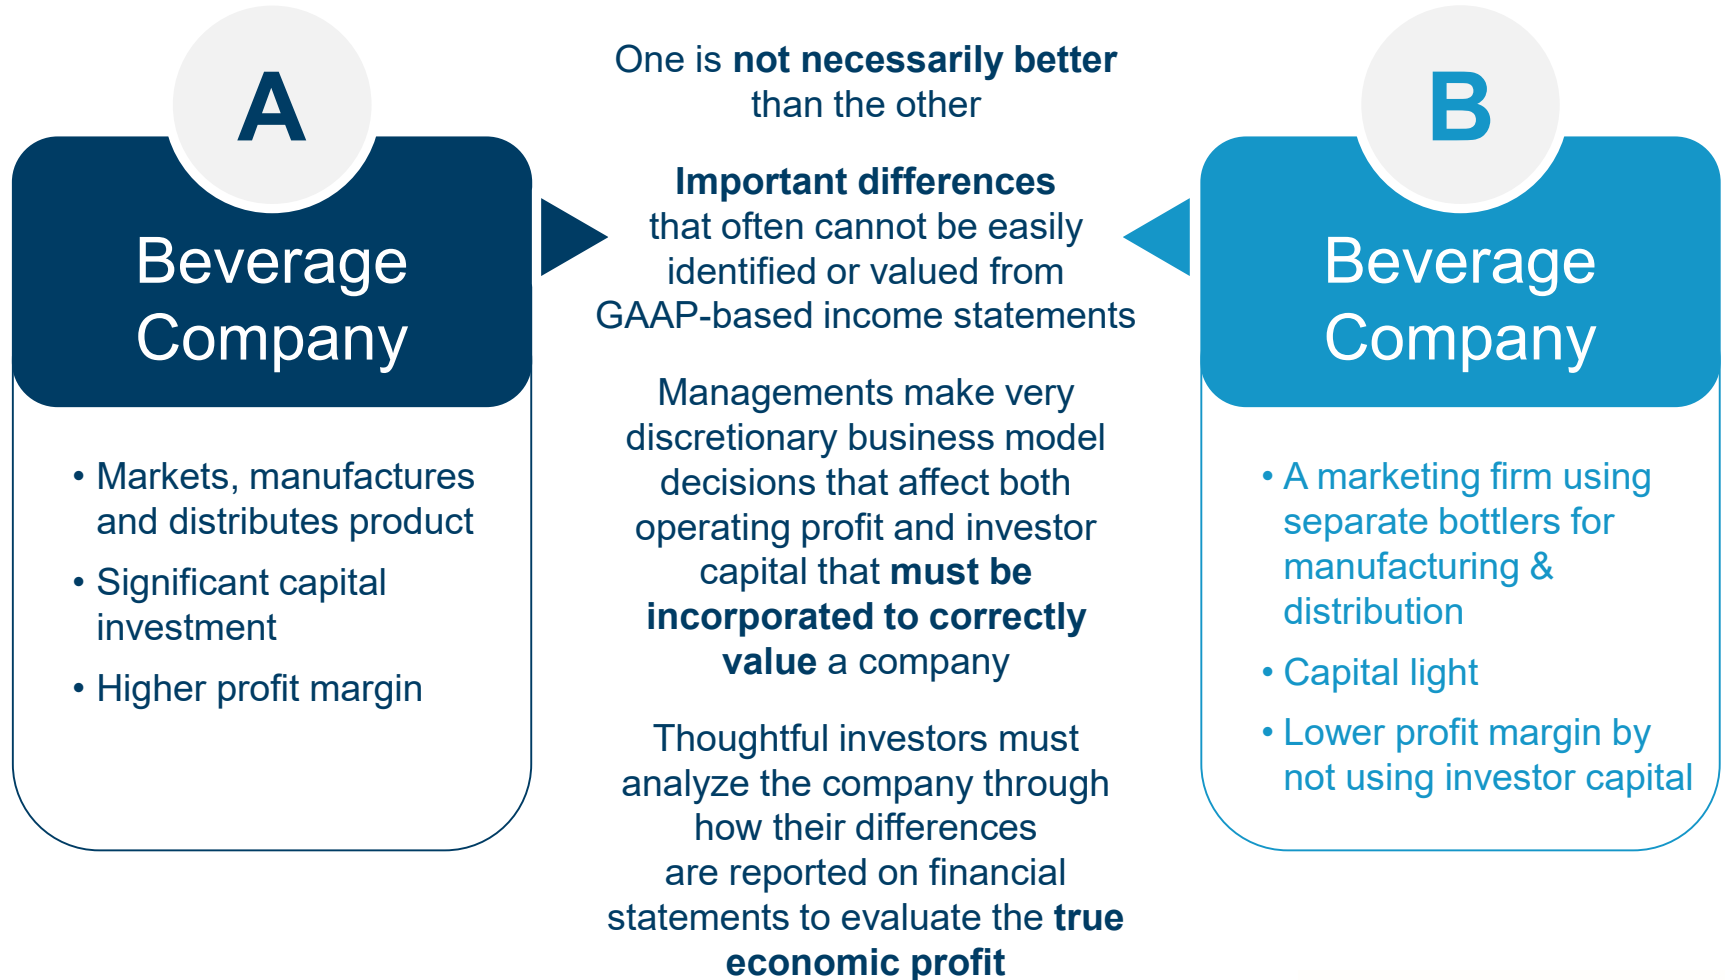 A
Beverage
Company
• Markets, manufactures
and distributes product
• Significant capital
investment
• Higher profit margin
One is not necessarily better
than the other
Important differences
that often cannot be easily
identified or valued from
GAAP-based income statements
Managements make very
discretionary business model
decisions that affect both
operating profit and investor
capital that must be
incorporated to correctly
value a company
Thoughtful investors must
analyze the company through
how their differences
are reported on financial
statements to evaluate the true
economic profit
B
Beverage
Company
• A marketing firm using
separate bottlers for
manufacturing &
distribution
• Capital light
• Lower profit margin by
not using investor capital